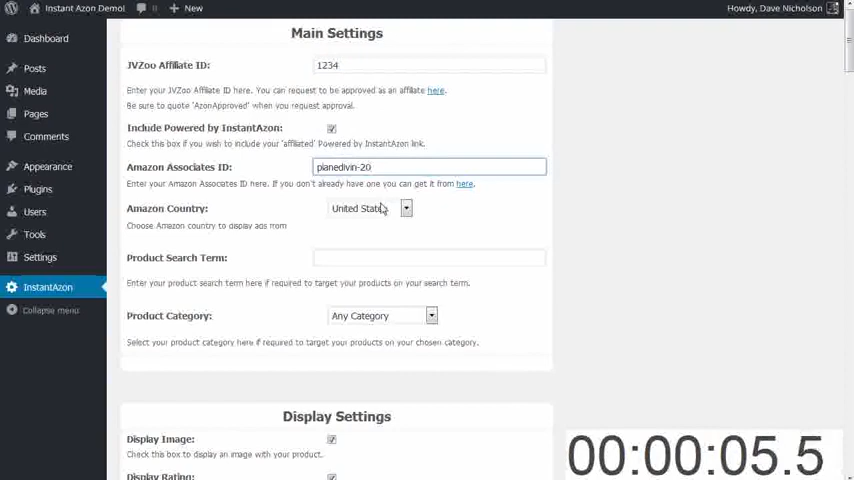 Instant Azon Demo!
+ New
Howdy, Dave Nicholson
Dashboard
Posts
Media
Pages
Comments
Appearance
Plugins
Users
Tools
Settings
InstantAzon
Collapse menu
Main Settings
JVZoo Affiliate ID: 1234
Enter your JVZoo Affiliate ID here. You can request to be approved as an affiliate here.
Be sure to quote 'AzonApproved' when you request approval.
Include Powered by InstantAzon:
Check this box if you wish to include your 'affiliated' Powered by InstantAzon link.
Amazon Associates ID: planedivin-20
Enter your Amazon Associates ID here. If you don't already have one you can get it from here.
Amazon Country: United States
Choose Amazon country to display ads from
Product Search Term:
Enter your product search term here if required to target your products on your search term.
Product Category: Any Category
Select your product category here if required to target your products on your chosen category.
Display Settings
Display Image:
Check this box to display an image with your product.
Display Rating:
00:00:05.5